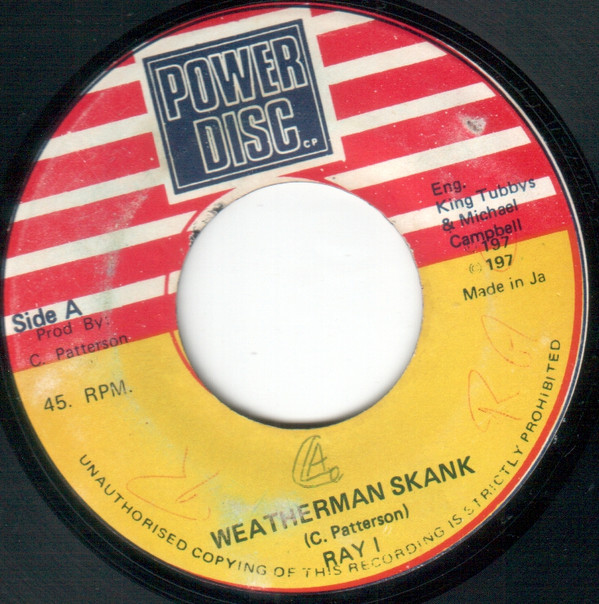 POWER
DISC CP
Eng.
King Tubbys
& Michael
Campbell
197
© 197
Made in Ja
Side A
Prod By:
C. Patterson
45. RPM.
WEATHERMAN SKANK
(C. Patterson)
RAY I
UNAUTHORISED COPYING OF THIS RECORDING IS STRICTLY PROHIBITED